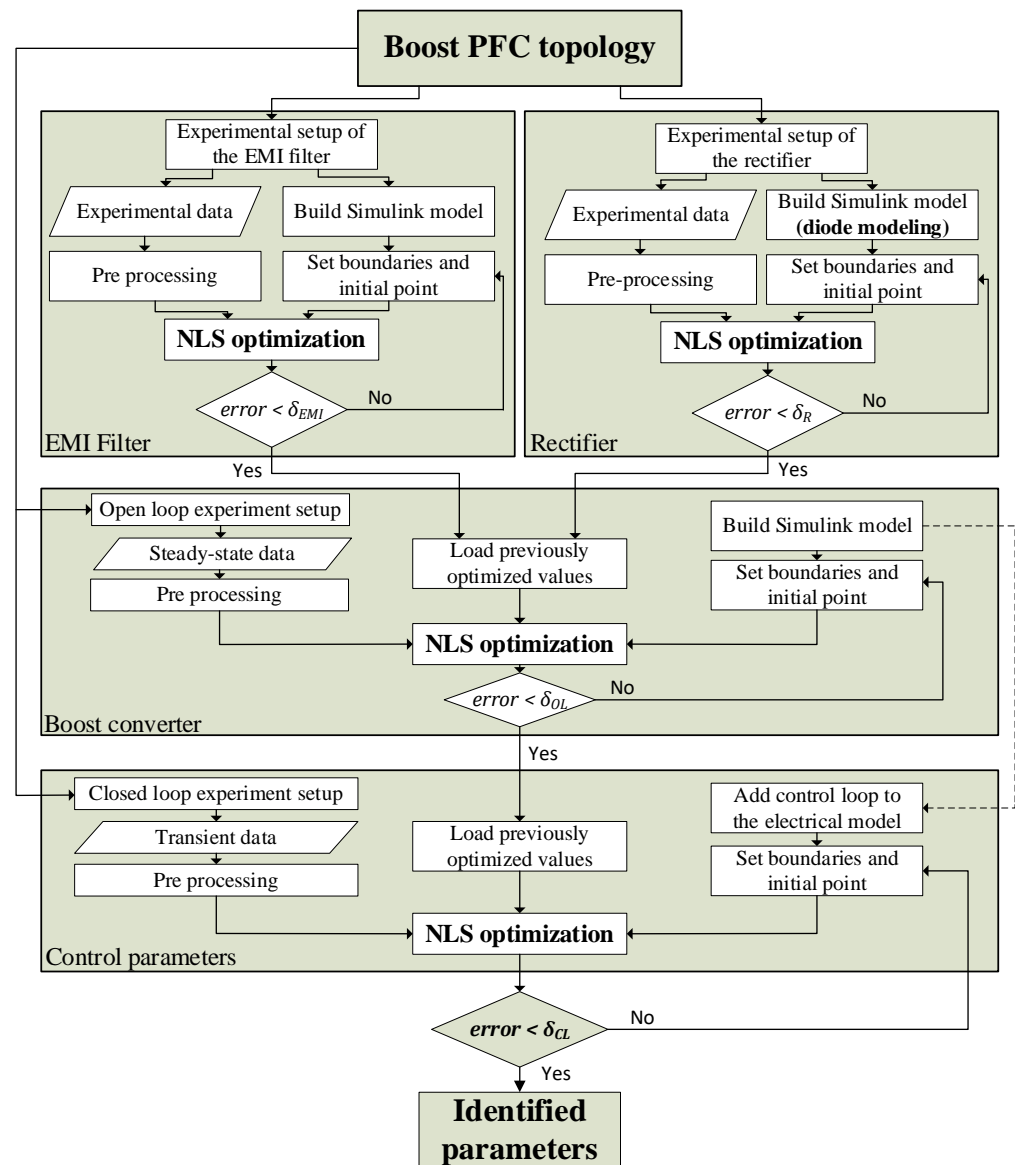 Boost PFC topology
Experimental setup of
the EMI filter
Experimental data
Build Simulink model
Pre processing
Set boundaries and
initial point
NLS optimization
error < δEMI
No
EMI Filter
Yes
Experimental setup of
the rectifier
Experimental data
Build Simulink model
(diode modeling)
Pre-processing
Set boundaries and
initial point
NLS optimization
error < δR
No
Rectifier
Yes
Open loop experiment setup
Steady-state data
Pre processing
Load previously
optimized values
Build Simulink model
Set boundaries and
initial point
NLS optimization
error < δOL
No
Boost converter
Yes
Closed loop experiment setup
Transient data
Pre processing
Load previously
optimized values
Add control loop to
the electrical model
Set boundaries and
initial point
NLS optimization
Control parameters
error < δCL
No
Yes
Identified
parameters